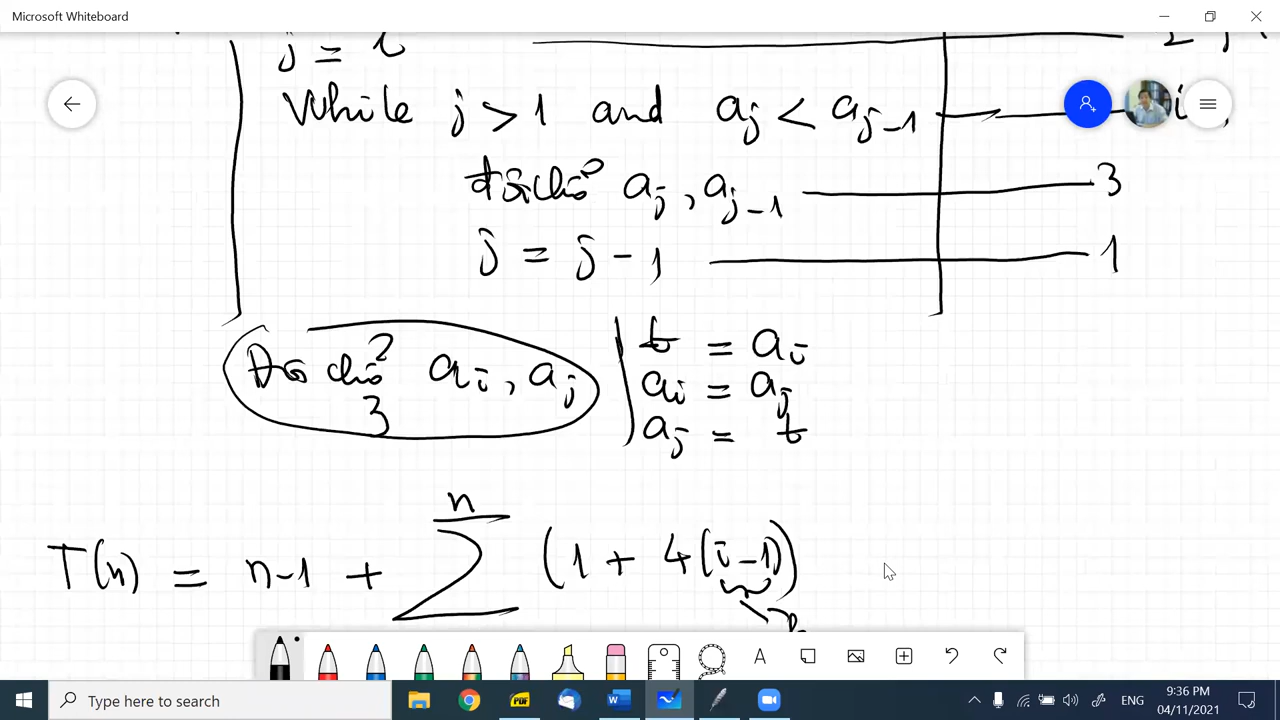 Microsoft Whiteboard
j = i
While j > 1 and aj < aj-1 i
đổi chỗ aj, aj-1 3
j = j - 1 1
Đổi chỗ ai, aj
3
t = ai
ai = aj
aj = t
n
T(n) = n-1 + ∑ (1 + 4(i-1))
A
Type here to search
PDF
W
ENG
9:36 PM
04/11/2021